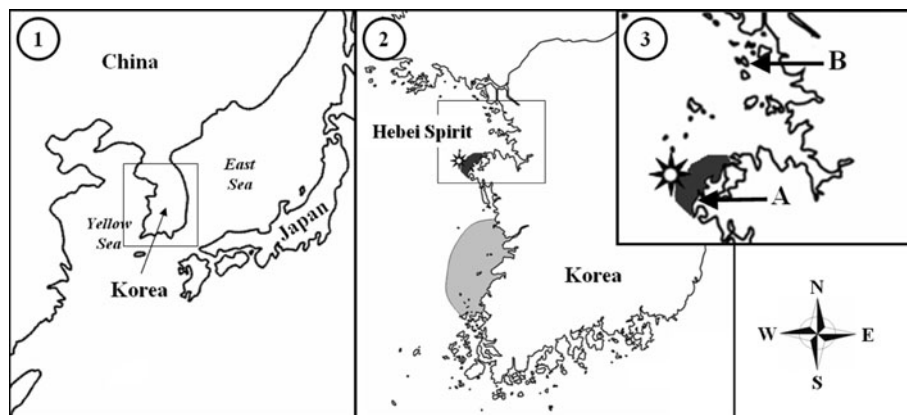 1
China
East
Sea
Japan
Yellow
Sea
Korea
2
Hebei Spirit
Korea
3
B
A
N
W
E
S